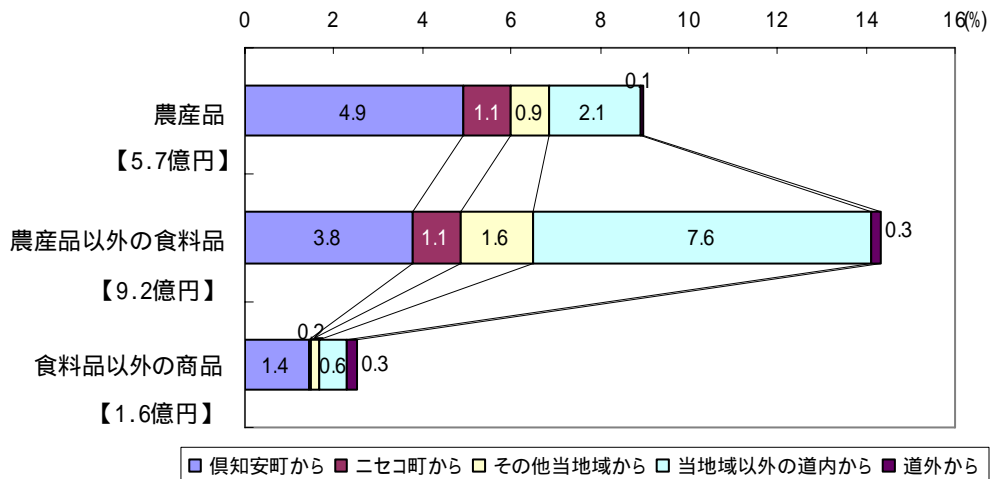 0 2 4 6 8 10 12 14 16(%)
0.1
農産品 4.9 1.1 0.9 2.1
【5.7億円】
農産品以外の食料品 3.8 1.1 1.6 7.6 0.3
【9.2億円】
0.2
食料品以外の商品 1.4 0.6 0.3
【1.6億円】
倶知安町から ニセコ町から その他当地域から 当地域以外の道内から 道外から